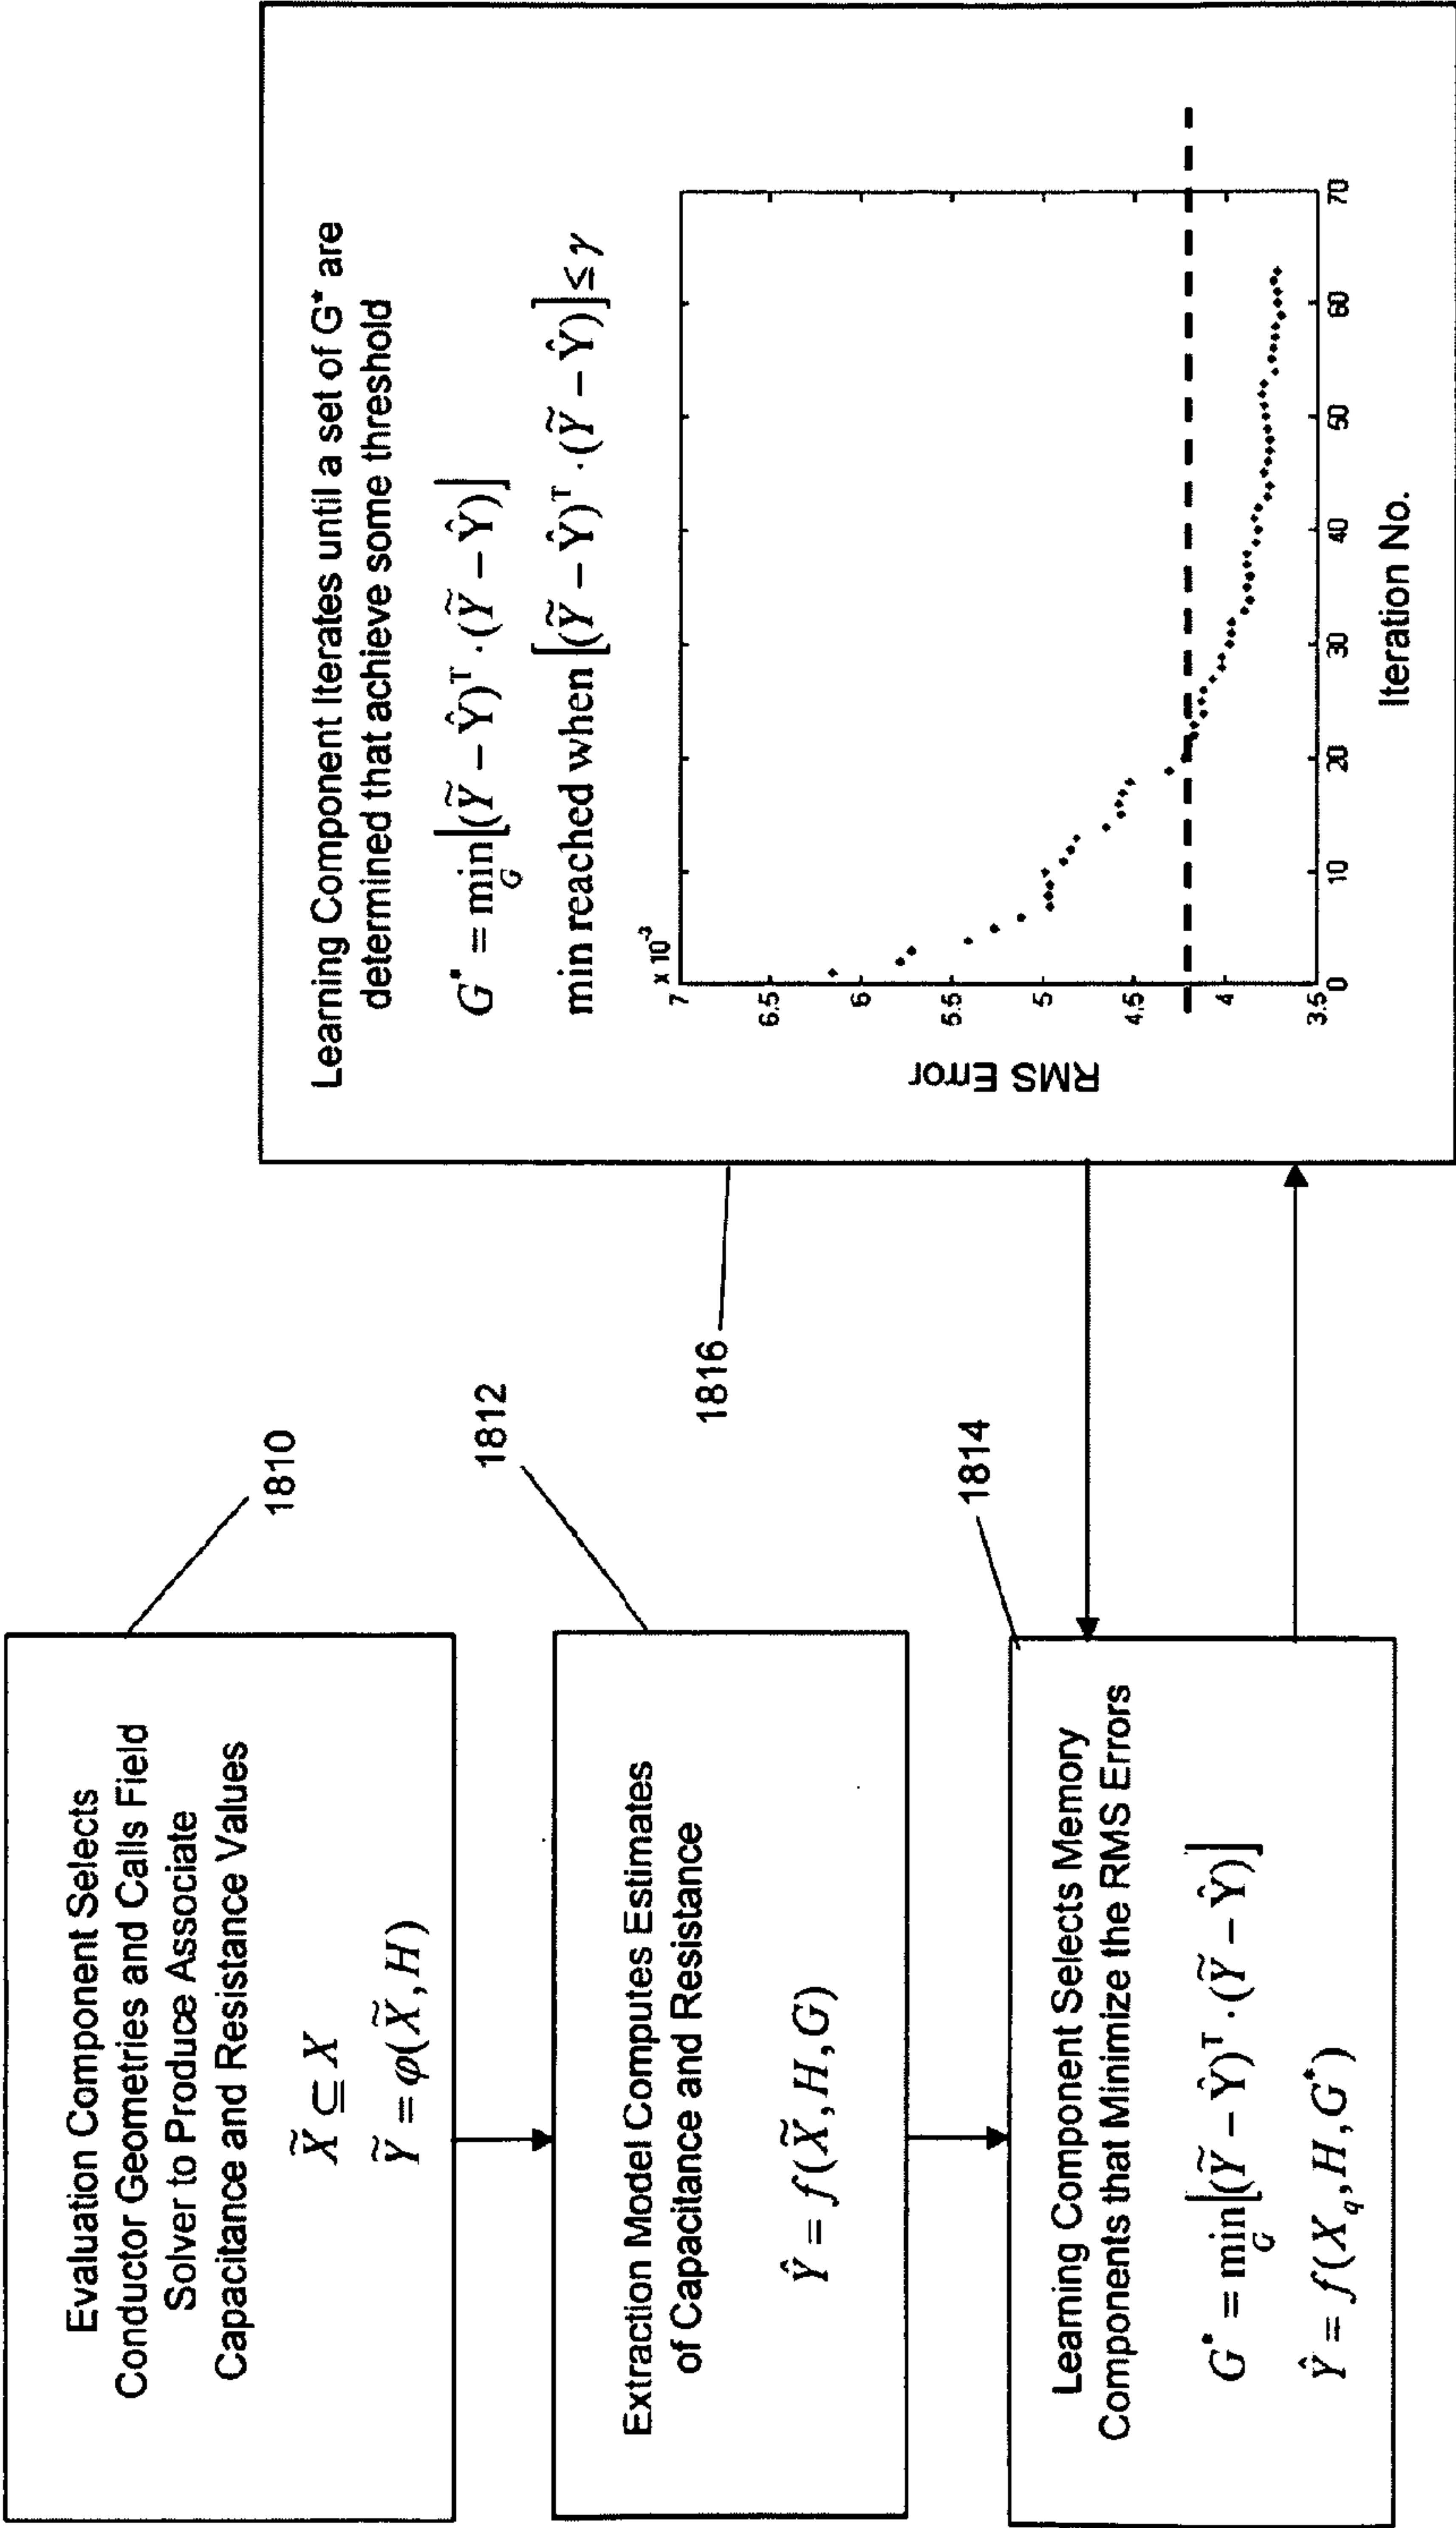 Evaluation Component Selects
Conductor Geometries and Calls Field
Solver to Produce Associate
Capacitance and Resistance Values
X̃ ⊆ X
Ỹ = φ(X̃, H)
1810
Extraction Model Computes Estimates
of Capacitance and Resistance
Ŷ = f(X̃, H, G)
1812
Learning Component Selects Memory
Components that Minimize the RMS Errors
G* = min_G [(Ỹ − Ŷ)ᵀ · (Ỹ − Ŷ)]
Ŷ = f(X_q, H, G*)
1814
1816
Learning Component Iterates until a set of G* are
determined that achieve some threshold
G* = min_G [(Ỹ − Ŷ)ᵀ · (Ỹ − Ŷ)]
min reached when [(Ỹ − Ŷ)ᵀ · (Ỹ − Ŷ)] ≤ γ
x 10⁻³
7
6.5
6
5.5
5
4.5
4
3.5
RMS Error
0 10 20 30 40 50 60 70
Iteration No.